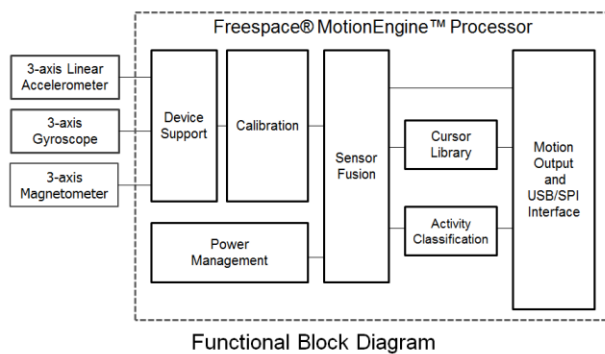 Freespace® MotionEngine™ Processor
3-axis Linear
Accelerometer
3-axis
Gyroscope
3-axis
Magnetometer
Device
Support
Calibration
Power
Management
Sensor
Fusion
Cursor
Library
Activity
Classification
Motion
Output
and
USB/SPI
Interface
Functional Block Diagram